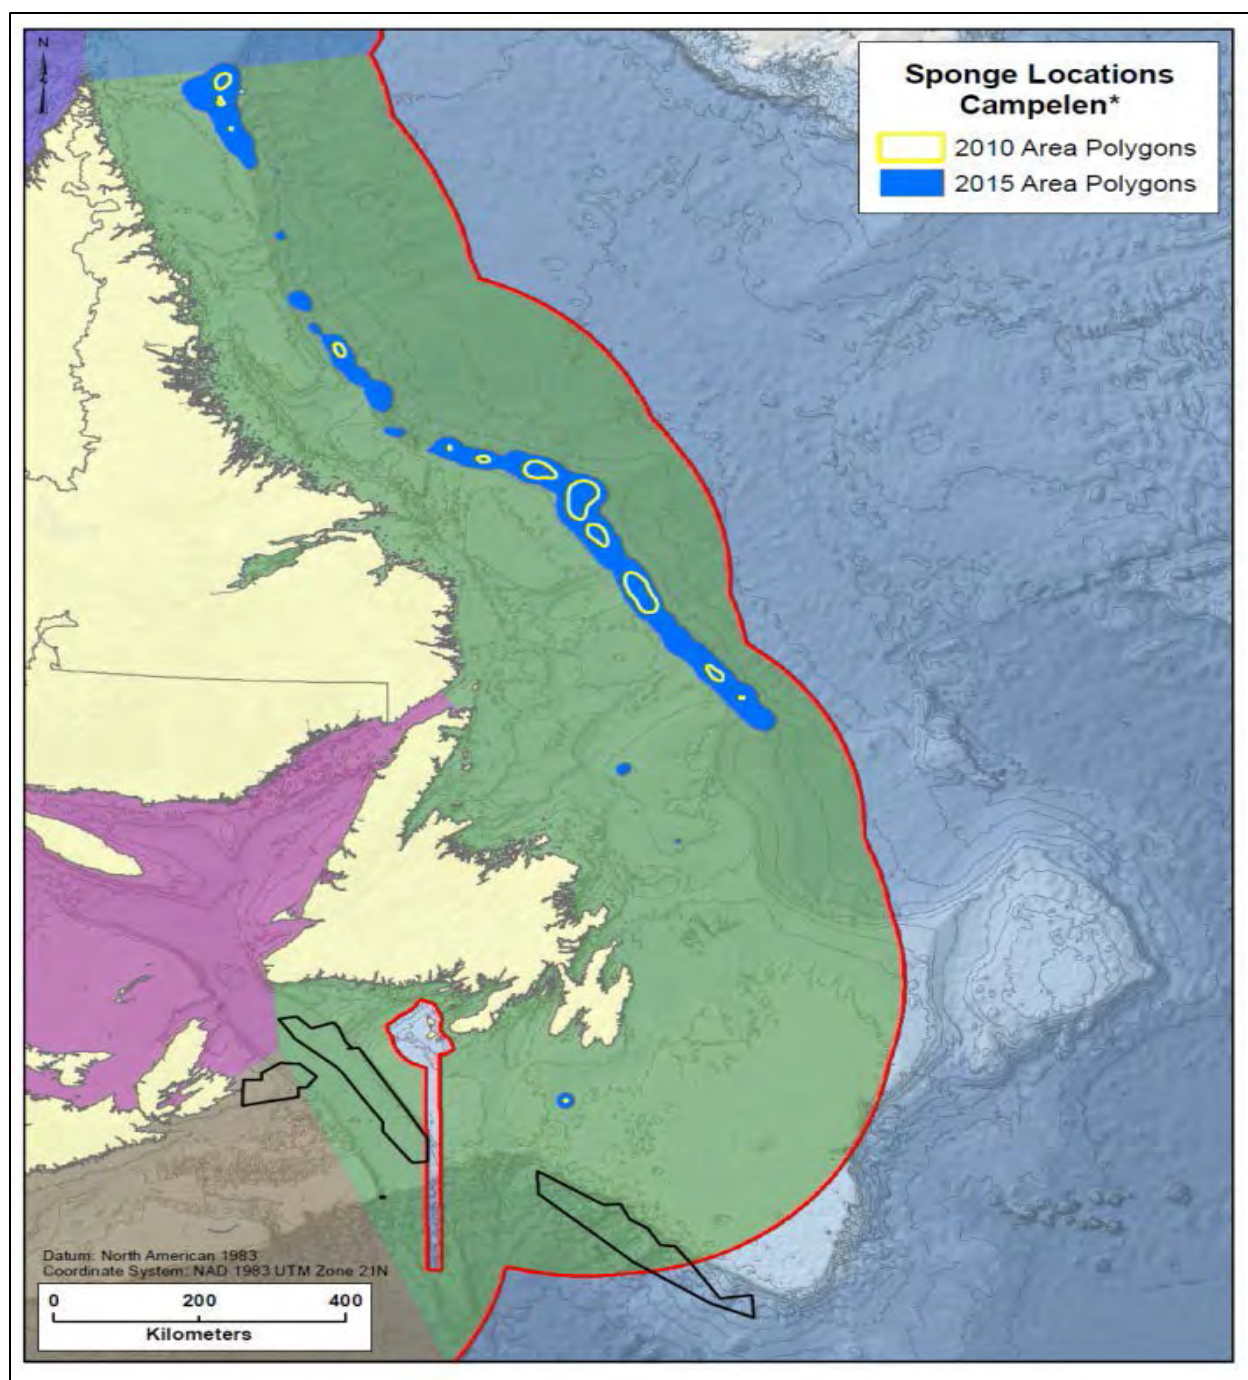 N
Sponge Locations
Campelen*
2010 Area Polygons
2015 Area Polygons
Datum: North American 1983
Coordinate System: NAD 1983 UTM Zone 21N
0 200 400
Kilometers